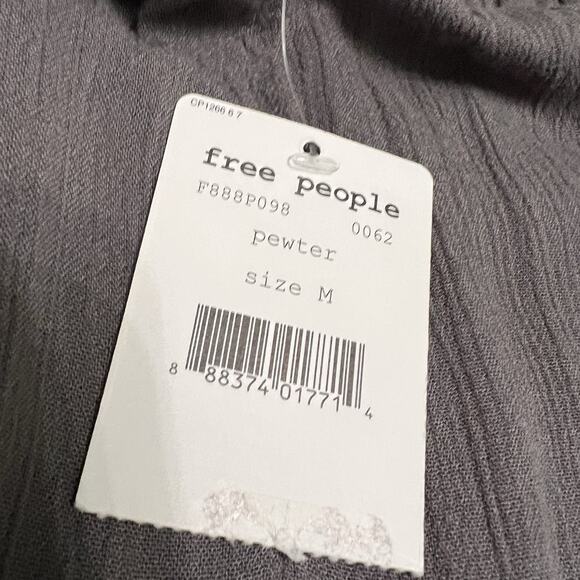 CP1266 6 7
free people
F888P098 0062
pewter
size M
8 88374 01771 4